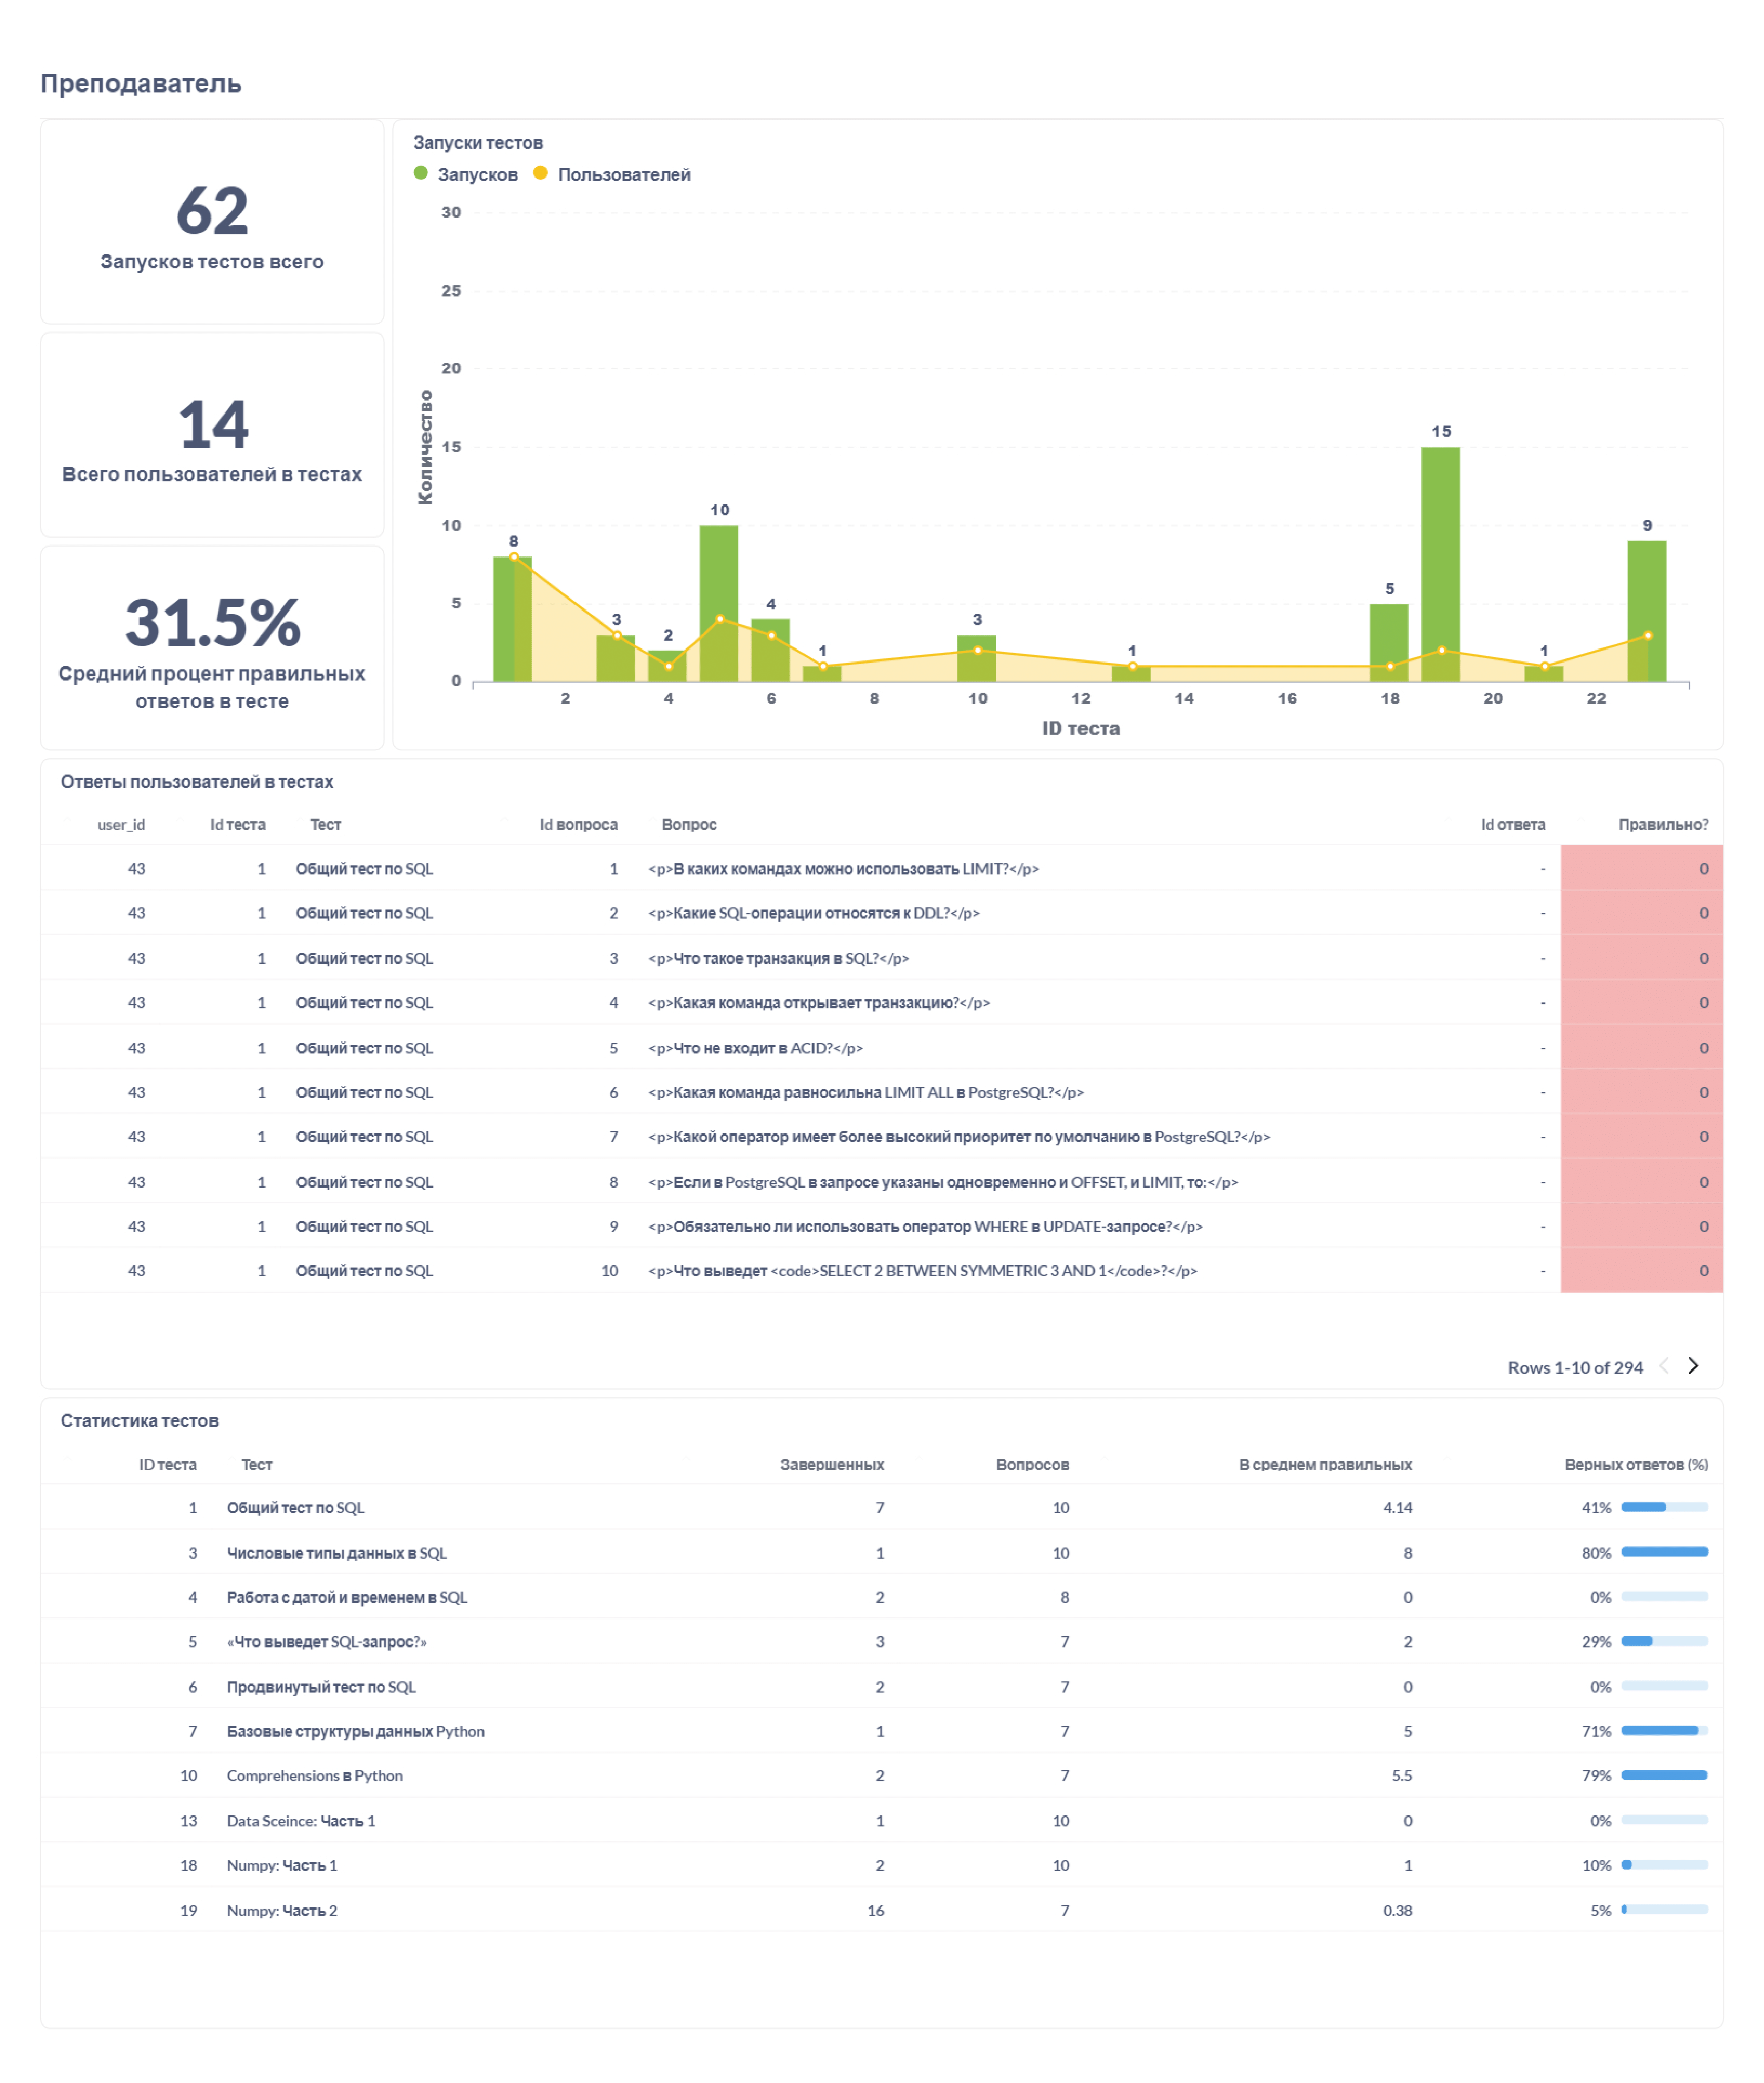 Преподаватель
62
Запусков тестов всего
14
Всего пользователей в тестах
31.5%
Средний процент правильных
ответов в тесте
Запуски тестов
Запусков Пользователей
30
25
20
15
10
5
0
Количество
8
3
2
10
4
1
3
1
5
15
1
9
2 4 6 8 10 12 14 16 18 20 22
ID теста
Ответы пользователей в тестах
user_id Id теста Тест Id вопроса Вопрос Id ответа Правильно?
43 1 Общий тест по SQL 1 <p>В каких командах можно использовать LIMIT?</p> - 0
43 1 Общий тест по SQL 2 <p>Какие SQL-операции относятся к DDL?</p> - 0
43 1 Общий тест по SQL 3 <p>Что такое транзакция в SQL?</p> - 0
43 1 Общий тест по SQL 4 <p>Какая команда открывает транзакцию?</p> - 0
43 1 Общий тест по SQL 5 <p>Что не входит в ACID?</p> - 0
43 1 Общий тест по SQL 6 <p>Какая команда равносильна LIMIT ALL в PostgreSQL?</p> - 0
43 1 Общий тест по SQL 7 <p>Какой оператор имеет более высокий приоритет по умолчанию в PostgreSQL?</p> - 0
43 1 Общий тест по SQL 8 <p>Если в PostgreSQL в запросе указаны одновременно и OFFSET, и LIMIT, то:</p> - 0
43 1 Общий тест по SQL 9 <p>Обязательно ли использовать оператор WHERE в UPDATE-запросе?</p> - 0
43 1 Общий тест по SQL 10 <p>Что выведет <code>SELECT 2 BETWEEN SYMMETRIC 3 AND 1</code>?</p> - 0
Rows 1-10 of 294
Статистика тестов
ID теста Тест Завершенных Вопросов В среднем правильных Верных ответов (%)
1 Общий тест по SQL 7 10 4.14 41%
3 Числовые типы данных в SQL 1 10 8 80%
4 Работа с датой и временем в SQL 2 8 0 0%
5 «Что выведет SQL-запрос?» 3 7 2 29%
6 Продвинутый тест по SQL 2 7 0 0%
7 Базовые структуры данных Python 1 7 5 71%
10 Comprehensions в Python 2 7 5.5 79%
13 Data Sceince: Часть 1 1 10 0 0%
18 Numpy: Часть 1 2 10 1 10%
19 Numpy: Часть 2 16 7 0.38 5%